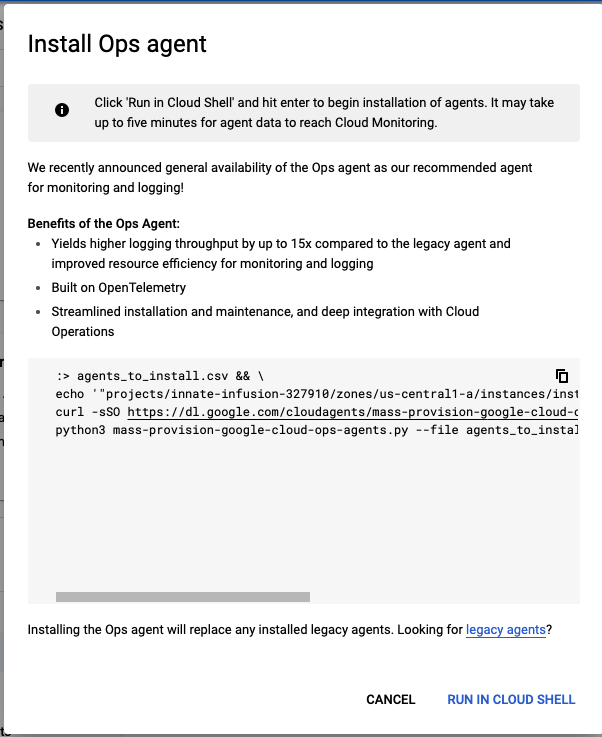 Install Ops agent
Click 'Run in Cloud Shell' and hit enter to begin installation of agents. It may take
up to five minutes for agent data to reach Cloud Monitoring.
We recently announced general availability of the Ops agent as our recommended agent
for monitoring and logging!
Benefits of the Ops Agent:
Yields higher logging throughput by up to 15x compared to the legacy agent and
improved resource efficiency for monitoring and logging
Built on OpenTelemetry
Streamlined installation and maintenance, and deep integration with Cloud
Operations
:> agents_to_install.csv && \
echo '"projects/innate-infusion-327910/zones/us-central1-a/instances/inst
curl -sSO https://dl.google.com/cloudagents/mass-provision-google-cloud-o
python3 mass-provision-google-cloud-ops-agents.py --file agents_to_instal
Installing the Ops agent will replace any installed legacy agents. Looking for legacy agents?
CANCEL RUN IN CLOUD SHELL